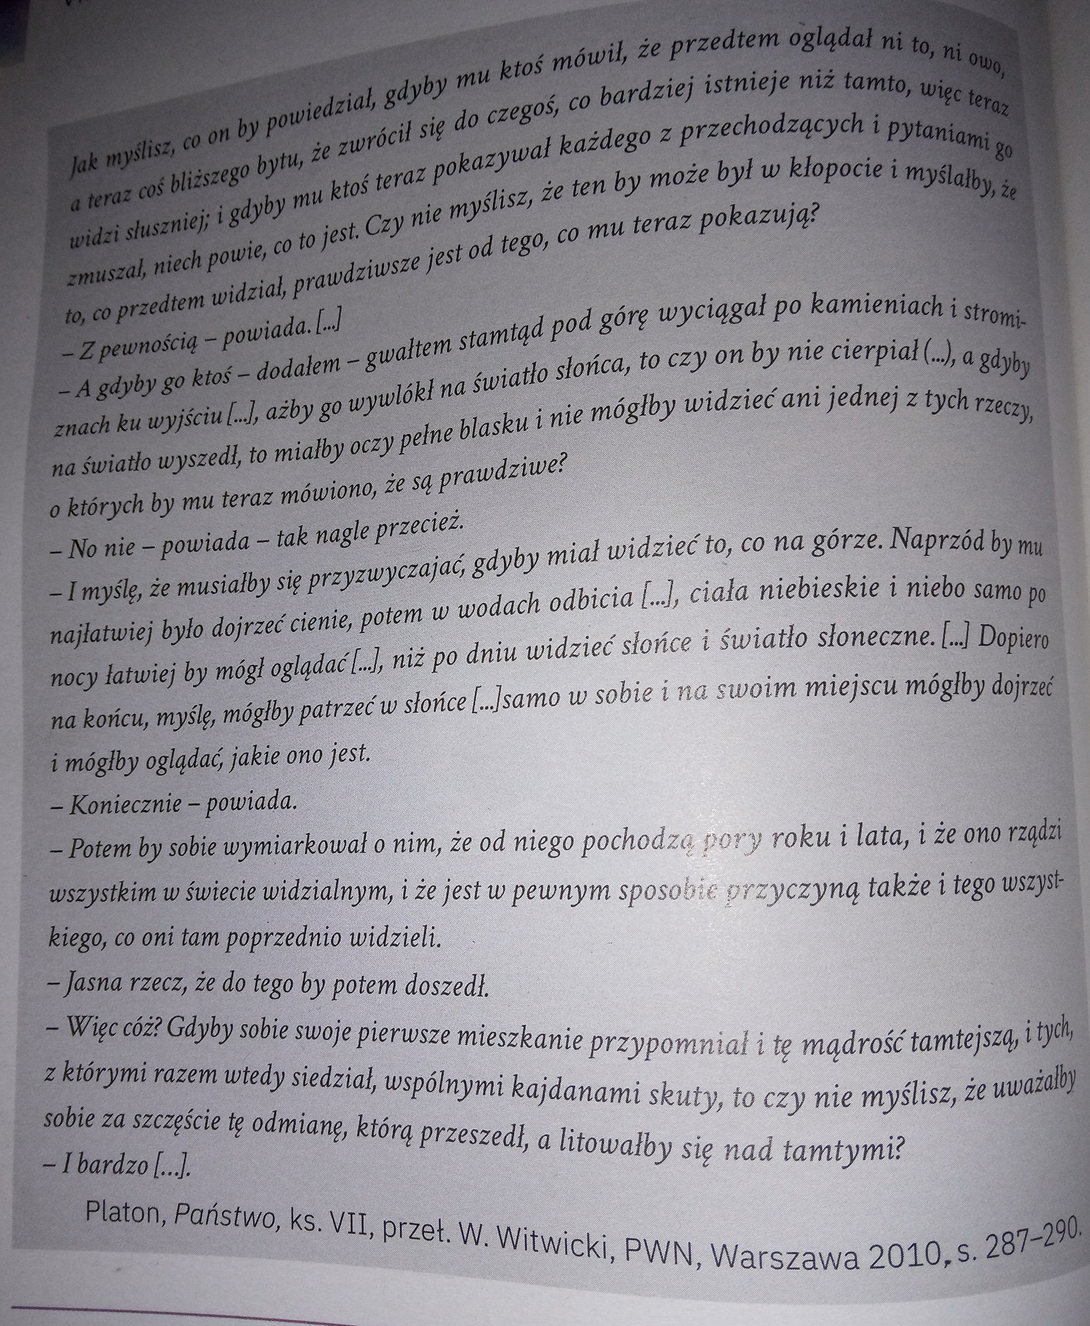 Jak myślisz, co on by powiedział, gdyby mu ktoś mówił, że przedtem oglądał ni to, ni owo,
a teraz coś bliższego bytu, że zwrócił się do czegoś, co bardziej istnieje niż tamto, więc teraz
widzi słuszniej; i gdyby mu ktoś teraz pokazywał każdego z przechodzących i pytaniami go
zmuszał, niech powie, co to jest. Czy nie myślisz, że ten by może był w kłopocie i myślałby, że
to, co przedtem widział, prawdziwsze jest od tego, co mu teraz pokazują?
– Z pewnością – powiada. [...]
– A gdyby go ktoś – dodałem – gwałtem stamtąd pod górę wyciągał po kamieniach i stromi-
znach ku wyjściu [...], ażby go wywlókł na światło słońca, to czy on by nie cierpiał (...), a gdyby
na światło wyszedł, to miałby oczy pełne blasku i nie mógłby widzieć ani jednej z tych rzeczy,
o których by mu teraz mówiono, że są prawdziwe?
– No nie – powiada – tak nagle przecież.
– I myślę, że musiałby się przyzwyczajać, gdyby miał widzieć to, co na górze. Naprzód by mu
najłatwiej było dojrzeć cienie, potem w wodach odbicia [...], ciała niebieskie i niebo samo po
nocy łatwiej by mógł oglądać [...], niż po dniu widzieć słońce i światło słoneczne. [...] Dopiero
na końcu, myślę, mógłby patrzeć w słońce [...]samo w sobie i na swoim miejscu mógłby dojrzeć
i mógłby oglądać, jakie ono jest.
– Koniecznie – powiada.
– Potem by sobie wymiarkował o nim, że od niego pochodzą pory roku i lata, i że ono rządzi
wszystkim w świecie widzialnym, i że jest w pewnym sposobie przyczyną także i tego wszyst-
kiego, co oni tam poprzednio widzieli.
– Jasna rzecz, że do tego by potem doszedł.
– Więc cóż? Gdyby sobie swoje pierwsze mieszkanie przypomniał i tę mądrość tamtejszą, i tych,
z którymi razem wtedy siedział, wspólnymi kajdanami skuty, to czy nie myślisz, że uważałby
sobie za szczęście tę odmianę, którą przeszedł, a litowałby się nad tamtymi?
– I bardzo [...].
Platon, Państwo, ks. VII, przeł. W. Witwicki, PWN, Warszawa 2010, s. 287–290.